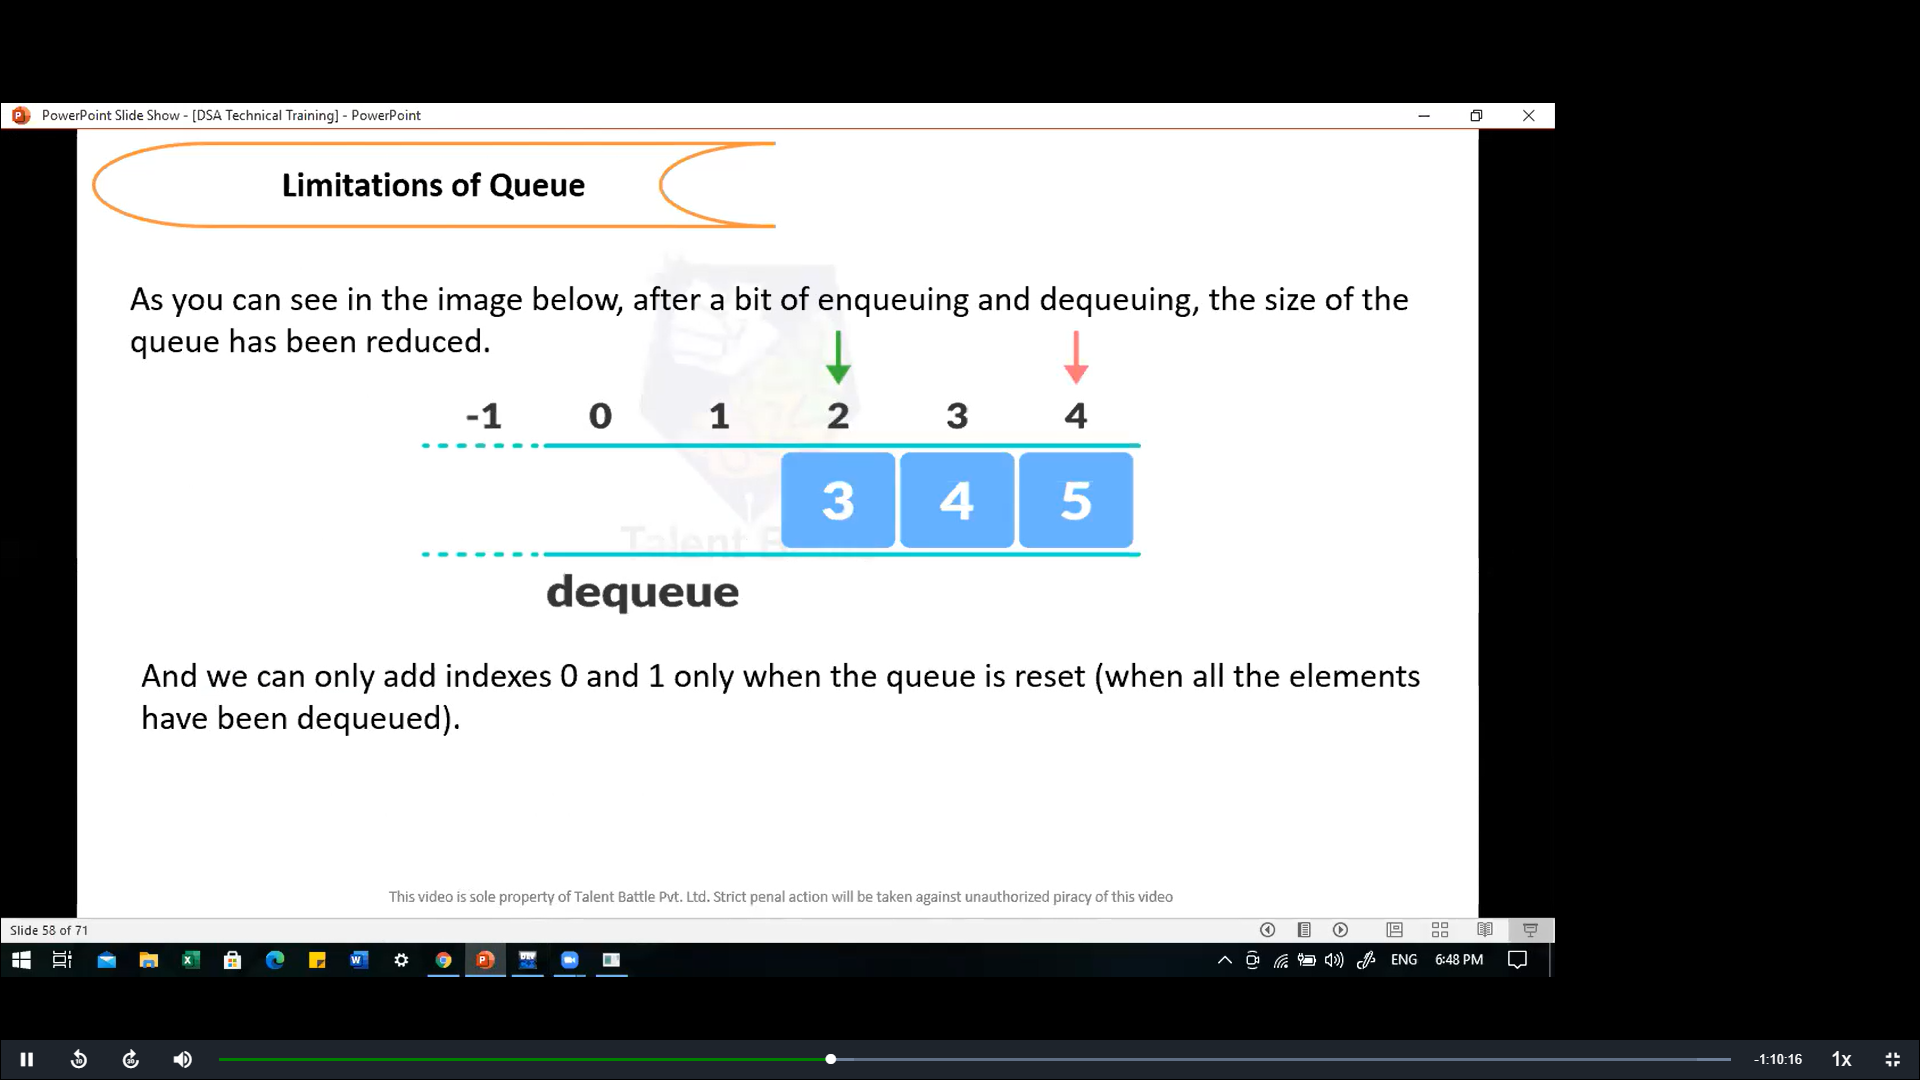 PowerPoint Slide Show - [DSA Technical Training] - PowerPoint
Limitations of Queue
As you can see in the image below, after a bit of enqueuing and dequeuing, the size of the
queue has been reduced.
-1 0 1 2 3 4
3 4 5
dequeue
And we can only add indexes 0 and 1 only when the queue is reset (when all the elements
have been dequeued).
This video is sole property of Talent Battle Pvt. Ltd. Strict penal action will be taken against unauthorized piracy of this video
Slide 58 of 71
ENG 6:48 PM
-1:10:16 1x